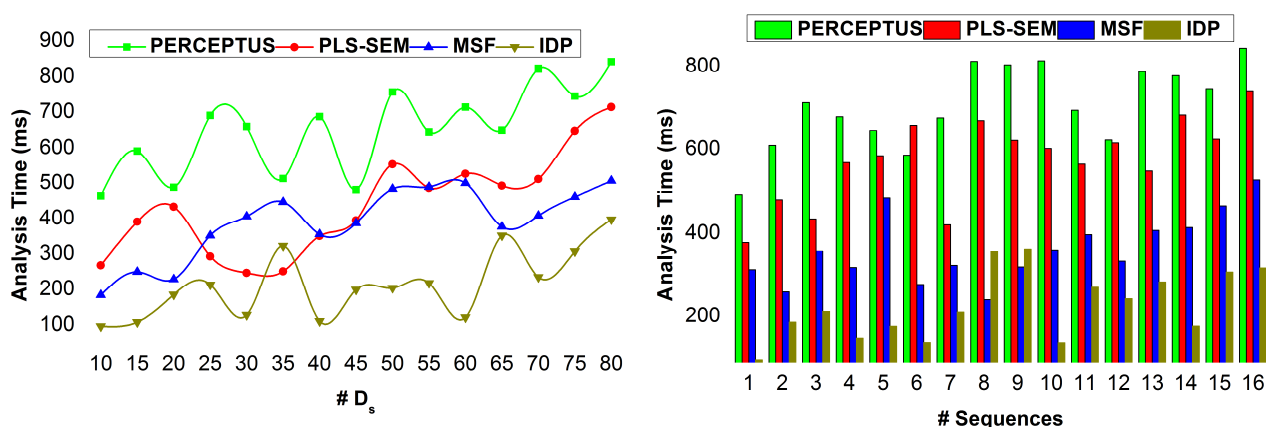 PERCEPTUS PLS-SEM MSF IDP
900
800
700
600
500
400
300
200
100
Analysis Time (ms)
10 15 20 25 30 35 40 45 50 55 60 65 70 75 80
# Ds
PERCEPTUS PLS-SEM MSF IDP
800
600
400
200
Analysis Time (ms)
1 2 3 4 5 6 7 8 9 10 11 12 13 14 15 16
# Sequences